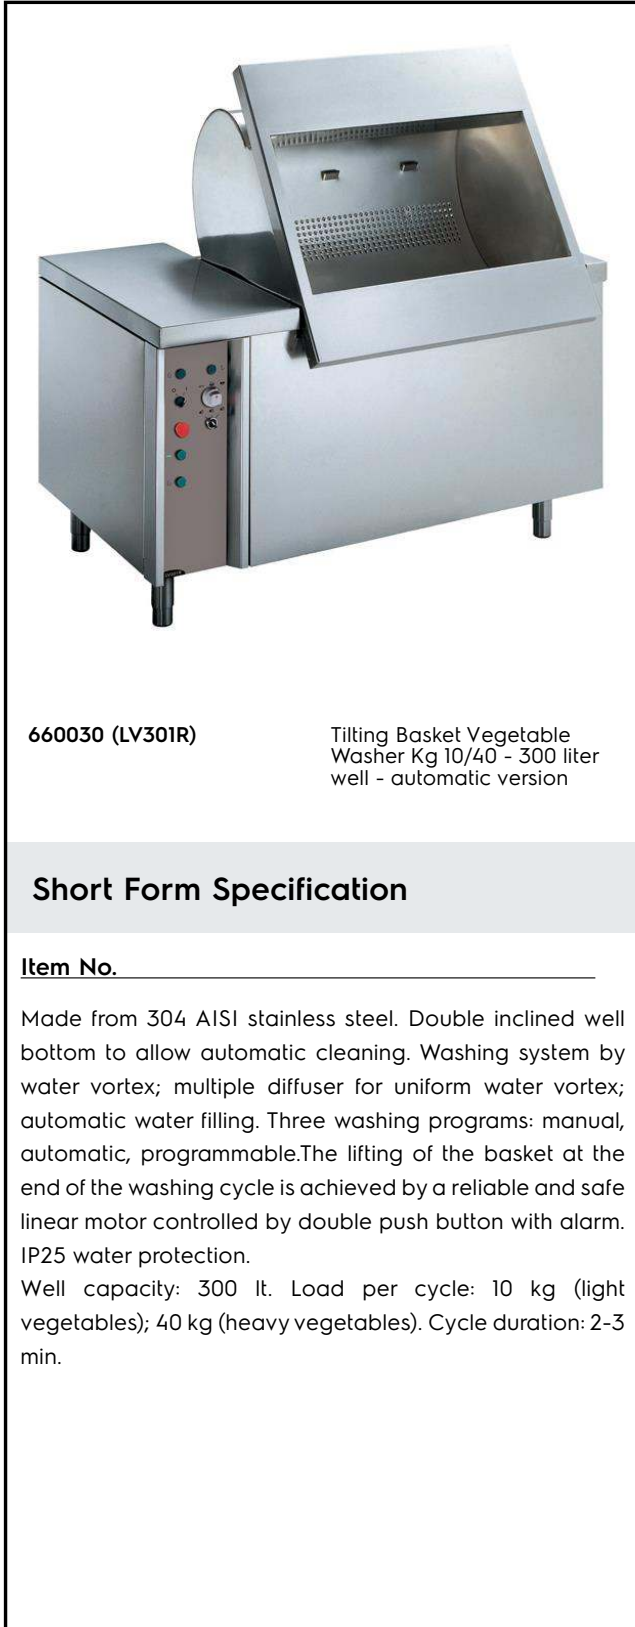 660030 (LV301R)
Tilting Basket Vegetable
Washer Kg 10/40 - 300 liter
well - automatic version
Short Form Specification
Item No.
Made from 304 AISI stainless steel. Double inclined well
bottom to allow automatic cleaning. Washing system by
water vortex; multiple diffuser for uniform water vortex;
automatic water filling. Three washing programs: manual,
automatic, programmable.The lifting of the basket at the
end of the washing cycle is achieved by a reliable and safe
linear motor controlled by double push button with alarm.
IP25 water protection.
Well capacity: 300 lt. Load per cycle: 10 kg (light
vegetables); 40 kg (heavy vegetables). Cycle duration: 2-3
min.